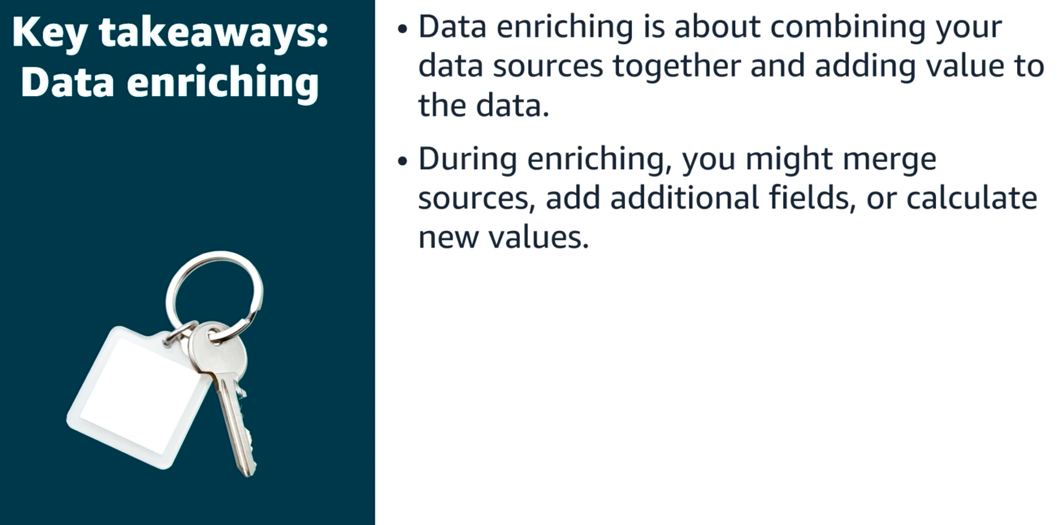 Key takeaways:
Data enriching
• Data enriching is about combining your
data sources together and adding value to
the data.
• During enriching, you might merge
sources, add additional fields, or calculate
new values.